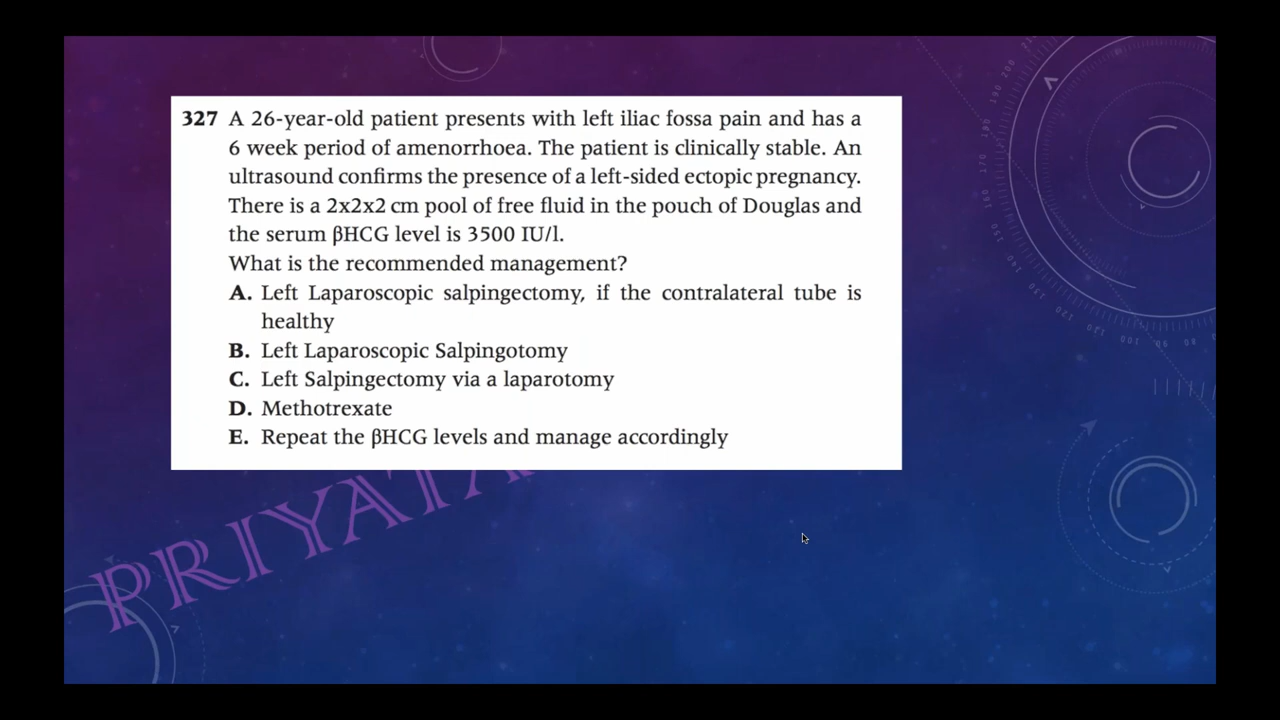 327 A 26-year-old patient presents with left iliac fossa pain and has a
6 week period of amenorrhoea. The patient is clinically stable. An
ultrasound confirms the presence of a left-sided ectopic pregnancy.
There is a 2x2x2 cm pool of free fluid in the pouch of Douglas and
the serum βHCG level is 3500 IU/l.
What is the recommended management?
A. Left Laparoscopic salpingectomy, if the contralateral tube is
healthy
B. Left Laparoscopic Salpingotomy
C. Left Salpingectomy via a laparotomy
D. Methotrexate
E. Repeat the βHCG levels and manage accordingly